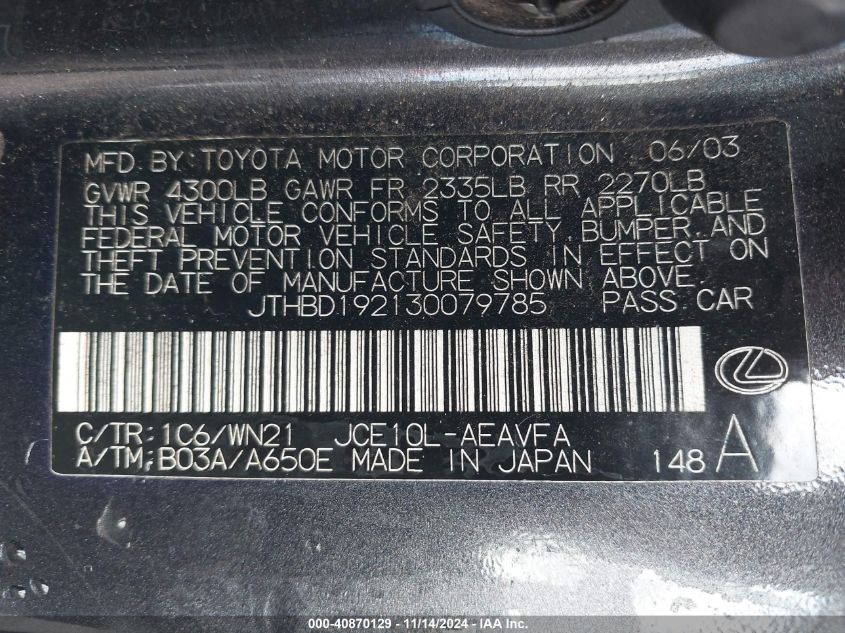 MFD BY: TOYOTA MOTOR CORPORATION 06/03
GVWR 4300LB GAWR FR 2335LB RR 2270LB
THIS VEHICLE CONFORMS TO ALL APPLICABLE
FEDERAL MOTOR VEHICLE SAFETY, BUMPER, AND
THEFT PREVENTION STANDARDS IN EFFECT ON
THE DATE OF MANUFACTURE SHOWN ABOVE.
JTHBD192130079785 PASS CAR
C/TR: 1C6/WN21 JCE10L-AEAVFA
A/TM: B03A/A650E MADE IN JAPAN 148 A
000-40870129 - 11/14/2024 - IAA, Inc.